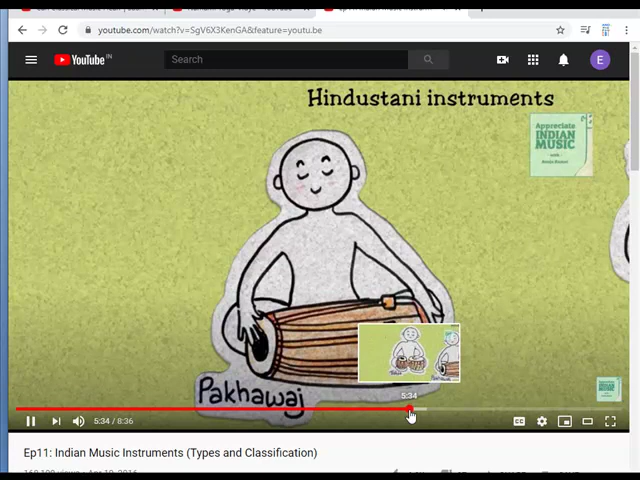 youtube.com/watch?v=SgV6X3KenGA&feature=youtu.be
YouTube IN
Search
E
Hindustani instruments
Appreciate
INDIAN
MUSIC
Pakhawaj
5:34
5:34 / 8:36
CC
Ep11: Indian Music Instruments (Types and Classification)